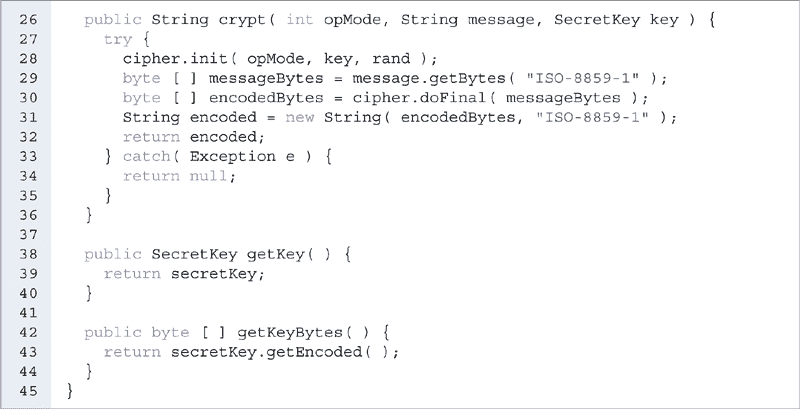 26 public String crypt( int opMode, String message, SecretKey key ) {
27 try {
28 cipher.init( opMode, key, rand );
29 byte [ ] messageBytes = message.getBytes( "ISO-8859-1" );
30 byte [ ] encodedBytes = cipher.doFinal( messageBytes );
31 String encoded = new String( encodedBytes, "ISO-8859-1" );
32 return encoded;
33 } catch( Exception e ) {
34 return null;
35 }
36 }
37
38 public SecretKey getKey( ) {
39 return secretKey;
40 }
41
42 public byte [ ] getKeyBytes( ) {
43 return secretKey.getEncoded( );
44 }
45 }